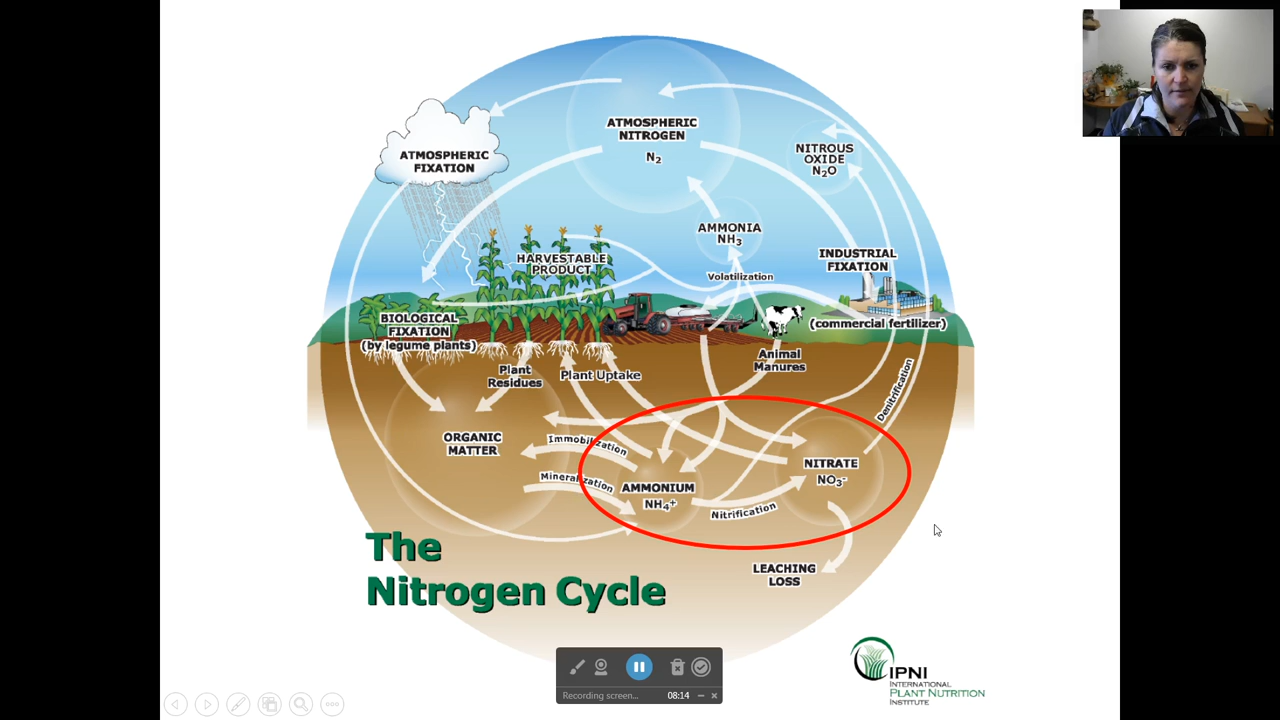 ATMOSPHERIC
NITROGEN
N₂
ATMOSPHERIC
FIXATION
NITROUS
OXIDE
N₂O
AMMONIA
NH₃
HARVESTABLE
PRODUCT
Volatilization
INDUSTRIAL
FIXATION
(commercial fertilizer)
BIOLOGICAL
FIXATION
(by legume plants)
Plant
Residues
Plant Uptake
Animal
Manures
Denitrification
ORGANIC
MATTER
Immobilization
Mineralization
AMMONIUM
NH₄⁺
Nitrification
NITRATE
NO₃⁻
LEACHING
LOSS
The
Nitrogen Cycle
IPNI
INTERNATIONAL
PLANT NUTRITION
INSTITUTE
Recording screen... 08:14